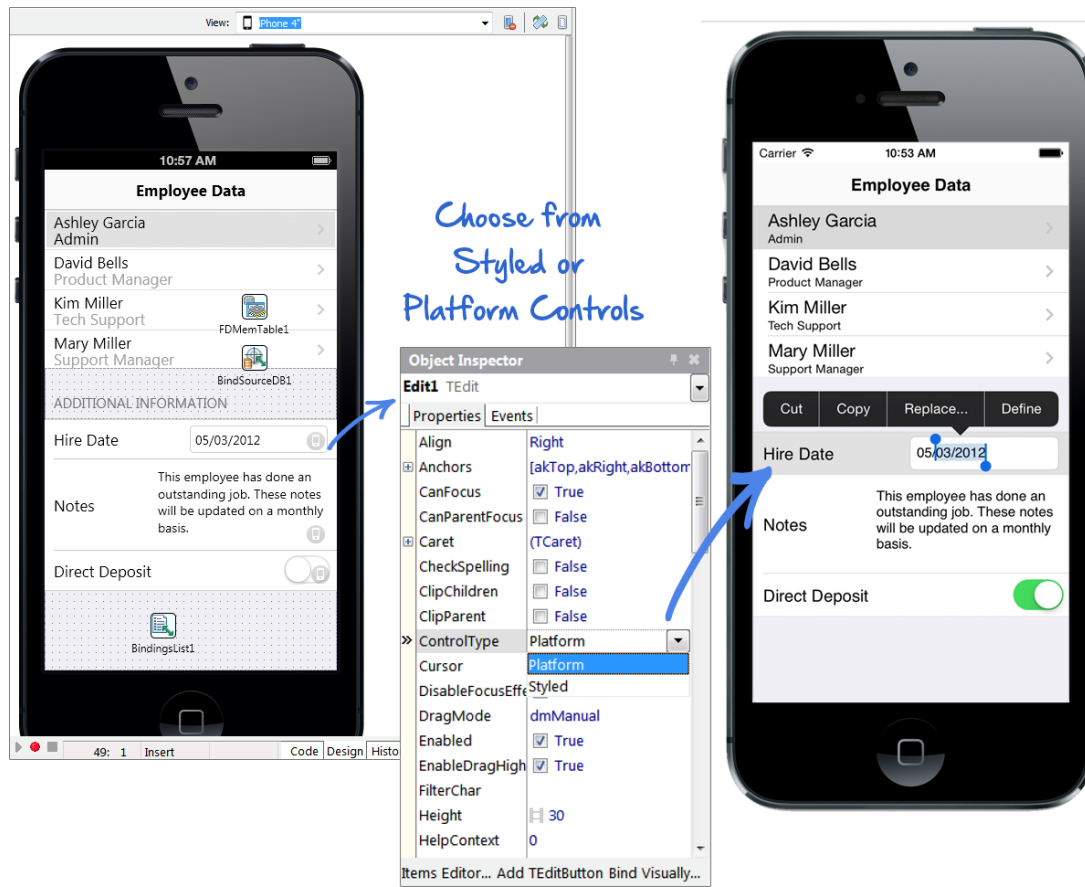 View:
iPhone 4"
10:57 AM
Employee Data
Ashley Garcia
Admin
David Bells
Product Manager
Kim Miller
Tech Support
FDMemTable1
Mary Miller
Support Manager
BindSourceDB1
ADDITIONAL INFORMATION
Hire Date 05/03/2012
This employee has done an
outstanding job. These notes
will be updated on a monthly
basis.
Notes
Direct Deposit
BindingsList1
49: 1 Insert
Code Design Histo
Choose from
Styled or
Platform Controls
Object Inspector
Edit1 TEdit
Properties Events
Align Right
Anchors [akTop,akRight,akBottom
CanFocus True
CanParentFocus False
Caret (TCaret)
CheckSpelling False
ClipChildren False
ClipParent False
ControlType Platform
Cursor Platform
Styled
DisableFocusEffe
DragMode dmManual
Enabled True
EnableDragHigh True
FilterChar
Height 30
HelpContext 0
Items Editor... Add TEditButton Bind Visually...
Carrier 10:53 AM
Employee Data
Ashley Garcia
Admin
David Bells
Product Manager
Kim Miller
Tech Support
Mary Miller
Support Manager
Cut Copy Replace... Define
Hire Date 05/03/2012
This employee has done an
outstanding job. These notes
will be updated on a monthly
basis.
Notes
Direct Deposit